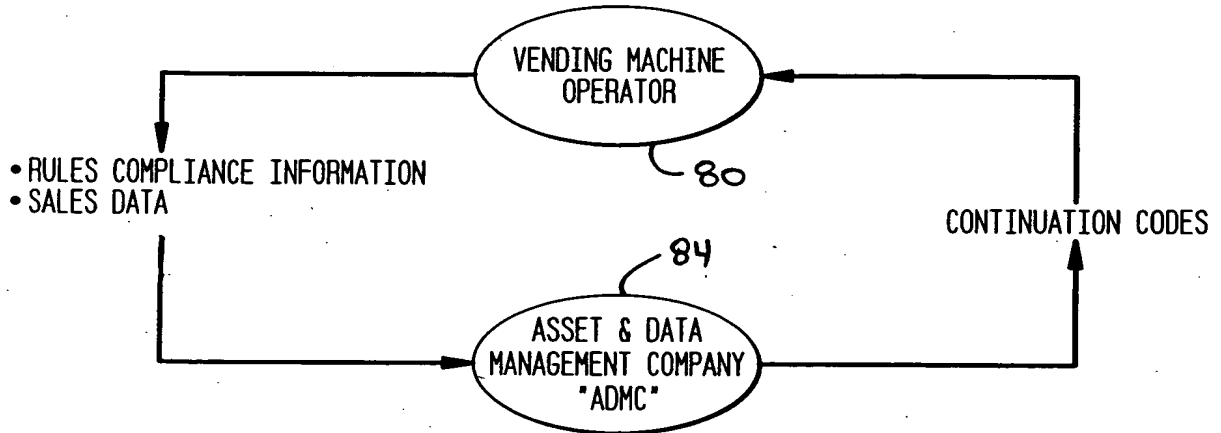 VENDING MACHINE
OPERATOR
80
• RULES COMPLIANCE INFORMATION
• SALES DATA
CONTINUATION CODES
84
ASSET & DATA
MANAGEMENT COMPANY
"ADMC"